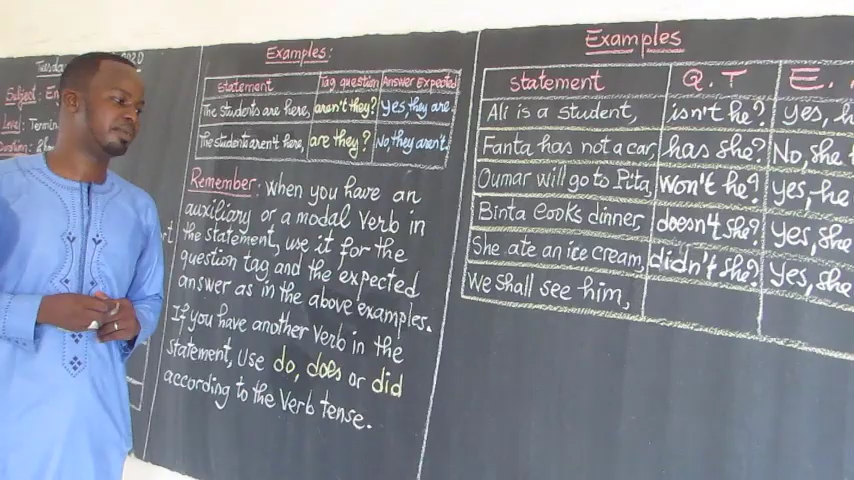 Tuesday 2020
Subject: En
Level: Termin
Duration: 2h
rt
Examples:
statement Tag question Answer Expected
The students are here, aren't they? Yes they are.
The students aren't here, are they? No, they aren't.
Remember: when you have an
auxiliary or a modal Verb in
the statement, use it for the
question tag and the expected
answer as in the above examples.
If you have another Verb in the
statement, use do, does or did
according to the Verb tense.
Examples
statement Q.T E.
Ali is a student, isn't he? yes, h
Fanta has not a car, has she? No, she
Oumar will go to Pita, won't he? yes, he
Binta cooks dinner, doesn't she? yes, she
She ate an ice cream, didn't she? Yes, she
We shall see him,